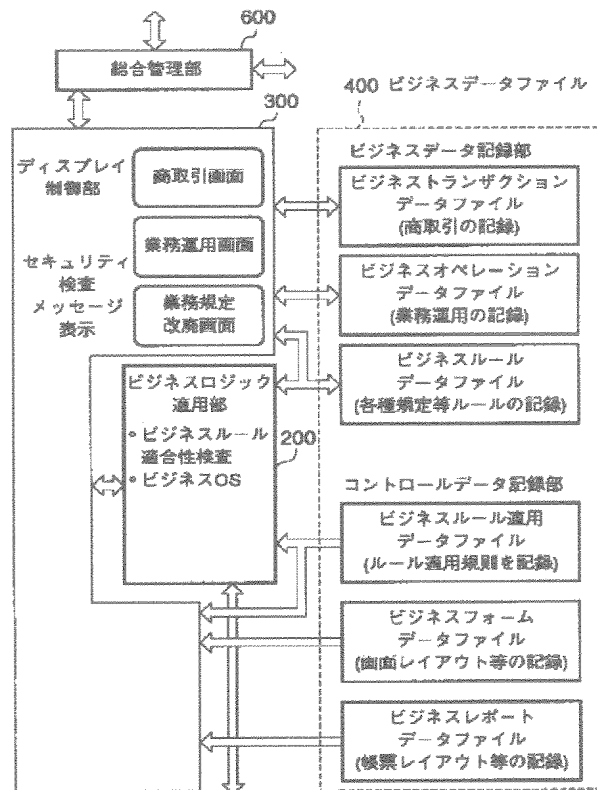 600
総合管理部
300
400 ビジネスデータファイル
ディスプレイ
制御部
商取引画面
業務運用画面
業務規定
改廃画面
セキュリティ
検査
メッセージ
表示
ビジネスロジック
適用部
• ビジネスルール
適合性検査
• ビジネスOS
200
ビジネスデータ記録部
ビジネストランザクション
データファイル
(商取引の記録)
ビジネスオペレーション
データファイル
(業務運用の記録)
ビジネスルール
データファイル
(各種規定等ルールの記録)
コントロールデータ記録部
ビジネスルール適用
データファイル
(ルール適用規則を記録)
ビジネスフォーム
データファイル
(画面レイアウト等の記録)
ビジネスレポート
データファイル
(帳票レイアウト等の記録)